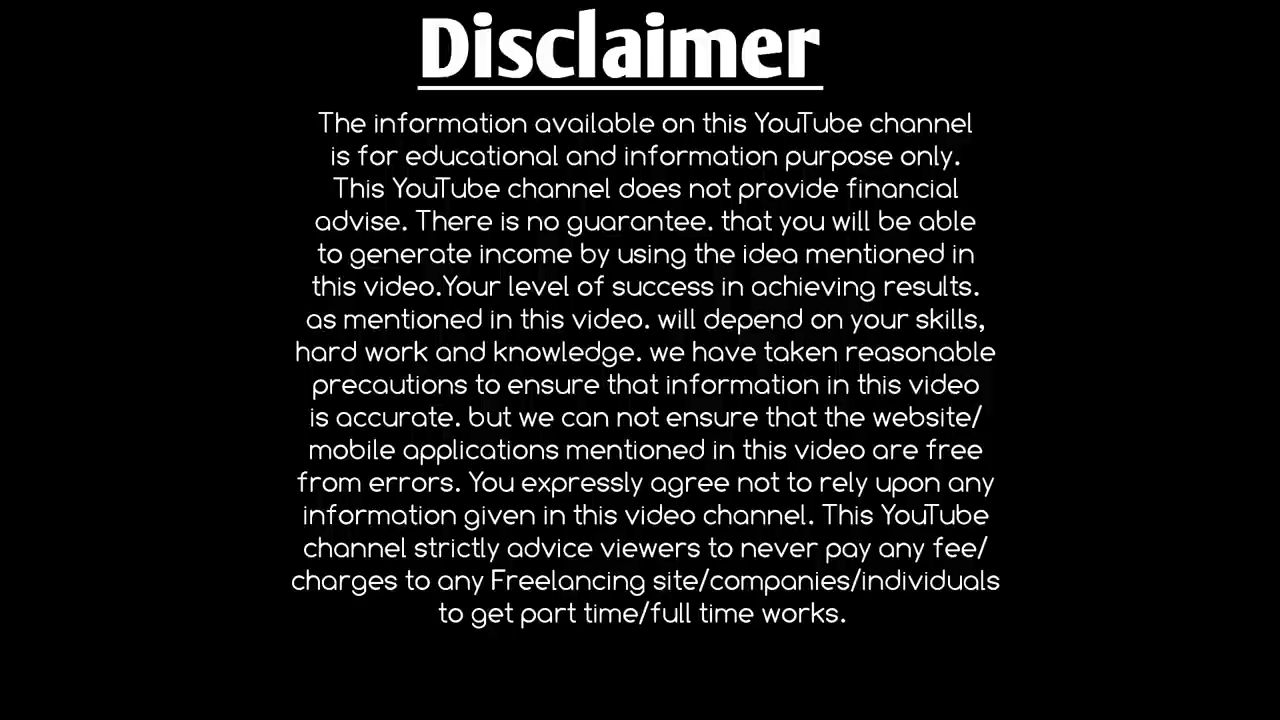 Disclaimer
The information available on this YouTube channel
is for educational and information purpose only.
This YouTube channel does not provide financial
advise. There is no guarantee. that you will be able
to generate income by using the idea mentioned in
this video.Your level of success in achieving results.
as mentioned in this video. will depend on your skills,
hard work and knowledge. we have taken reasonable
precautions to ensure that information in this video
is accurate. but we can not ensure that the website/
mobile applications mentioned in this video are free
from errors. You expressly agree not to rely upon any
information given in this video channel. This YouTube
channel strictly advice viewers to never pay any fee/
charges to any Freelancing site/companies/individuals
to get part time/full time works.